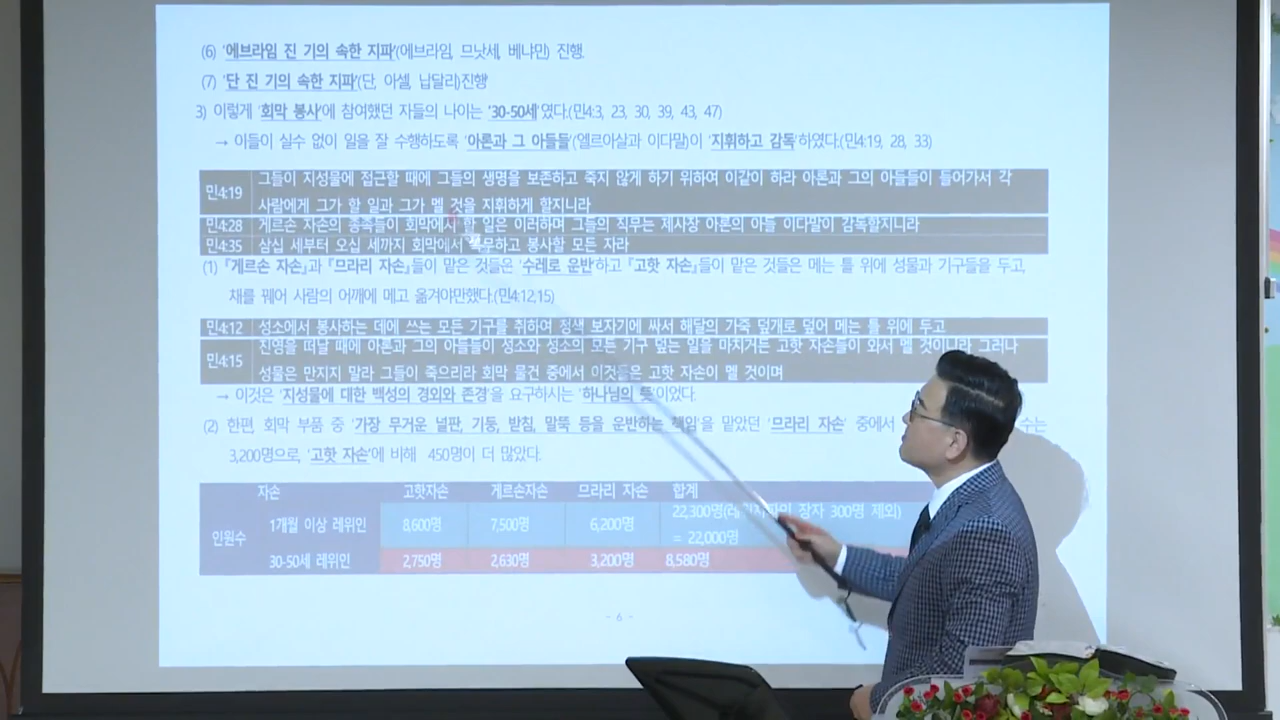 (6) '에브라임 진 기의 속한 지파'(에브라임, 므낫세, 베냐민) 진행.
(7) '단 진 기의 속한 지파'(단, 아셀, 납달리)진행
3) 이렇게 '회막 봉사'에 참여했던 자들의 나이는 '30-50세'였다.(민4:3, 23, 30, 39, 43, 47)
→ 이들이 실수 없이 일을 잘 수행하도록 '아론과 그 아들들'(엘르아살과 이다말)이 '지휘하고 감독'하였다.(민4:19, 28, 33)
민4:19 그들이 지성물에 접근할 때에 그들의 생명을 보존하고 죽지 않게 하기 위하여 이같이 하라 아론과 그의 아들들이 들어가서 각
사람에게 그가 할 일과 그가 멜 것을 지휘하게 할지니라
민4:28 게르손 자손의 종족들이 회막에서 할 일은 이러하며 그들의 직무는 제사장 아론의 아들 이다말이 감독할지니라
민4:35 삼십 세부터 오십 세까지 회막에서 복무하고 봉사할 모든 자라
(1) 『게르손 자손』과 『므라리 자손』들이 맡은 것들은 '수레로 운반'하고 『고핫 자손』들이 맡은 것들은 메는 틀 위에 성물과 기구들을 두고,
채를 꿰어 사람의 어깨에 메고 옮겨야만했다.(민4:12,15)
민4:12 성소에서 봉사하는 데에 쓰는 모든 기구를 취하여 청색 보자기에 싸서 해달의 가죽 덮개로 덮어 메는 틀 위에 두고
민4:15 진영을 떠날 때에 아론과 그의 아들들이 성소와 성소의 모든 기구 덮는 일을 마치거든 고핫 자손들이 와서 멜 것이니라 그러나
성물은 만지지 말라 그들이 죽으리라 회막 물건 중에서 이것들은 고핫 자손이 멜 것이며
→ 이것은 '지성물에 대한 백성의 경외와 존경'을 요구하시는 '하나님의 뜻'이었다.
(2) 한편, 회막 부품 중 '가장 무거운 널판, 기둥, 받침, 말뚝 등을 운반하는 책임'을 맡았던 '므라리 자손' 중에서 수는
3,200명으로, '고핫 자손'에 비해 450명이 더 많았다.
자손 고핫자손 게르손자손 므라리 자손 합계
인원수 1개월 이상 레위인 8,600명 7,500명 6,200명 22,300명(레위지파인 장자 300명 제외)
= 22,000명
30-50세 레위인 2,750명 2,630명 3,200명 8,580명
- 6 -